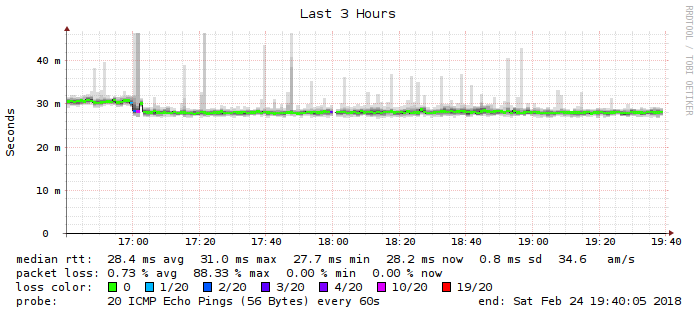 Last 3 Hours
RRDTOOL / TOBI OETIKER
Seconds
40 m
30 m
20 m
10 m
0
17:00 17:20 17:40 18:00 18:20 18:40 19:00 19:20 19:40
median rtt: 28.4 ms avg 31.0 ms max 27.7 ms min 28.2 ms now 0.8 ms sd 34.6 am/s
packet loss: 0.73 % avg 88.33 % max 0.00 % min 0.00 % now
loss color: 0 1/20 2/20 3/20 4/20 10/20 19/20
probe: 20 ICMP Echo Pings (56 Bytes) every 60s end: Sat Feb 24 19:40:05 2018